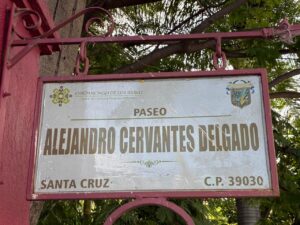 PASEO
ALEJANDRO CERVANTES DELGADO
SANTA CRUZ
C.P. 39030